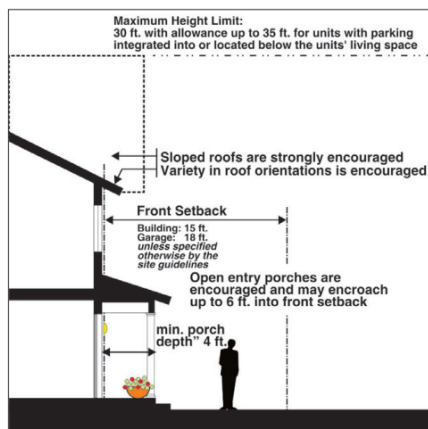 Maximum Height Limit:
30 ft. with allowance up to 35 ft. for units with parking
integrated into or located below the units' living space
Sloped roofs are strongly encouraged
Variety in roof orientations is encouraged
Front Setback
Building: 15 ft.
Garage: 18 ft.
unless specified
otherwise by the
site guidelines
Open entry porches are
encouraged and may encroach
up to 6 ft. into front setback
min. porch
depth" 4 ft.